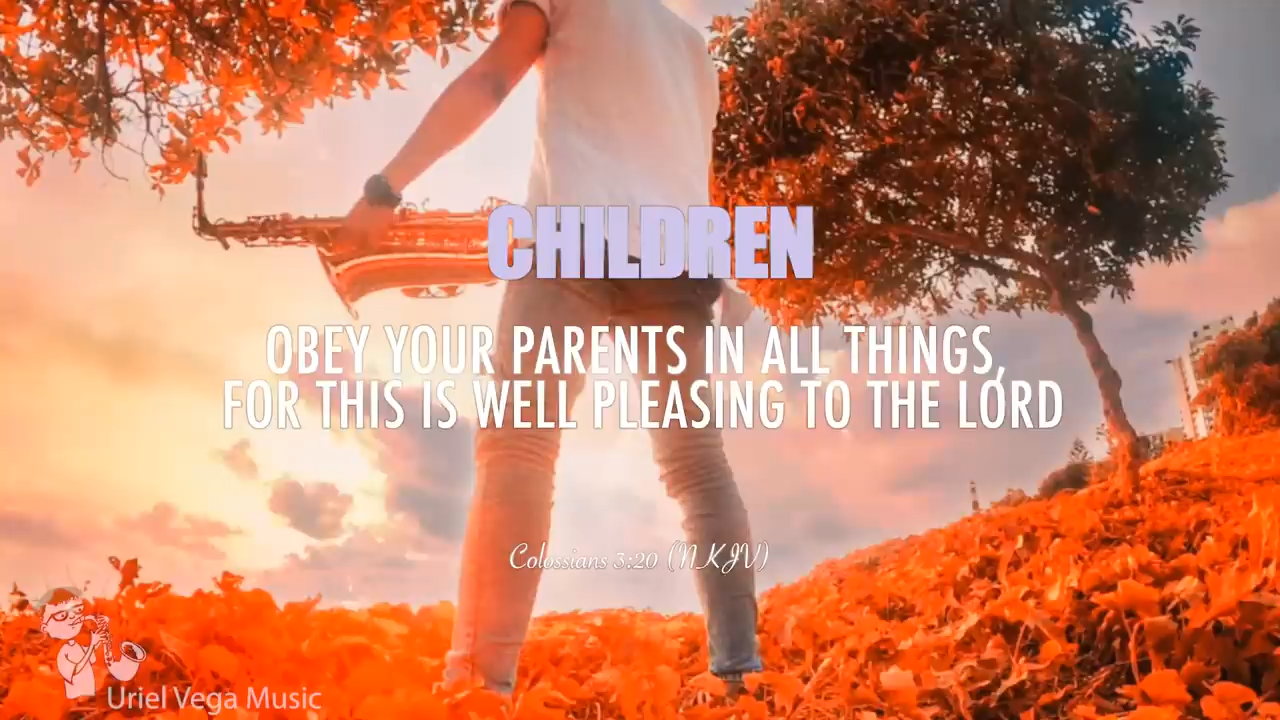 CHILDREN
OBEY YOUR PARENTS IN ALL THINGS,
FOR THIS IS WELL PLEASING TO THE LORD
Colossians 3:20 (NKJV)
Uriel Vega Music